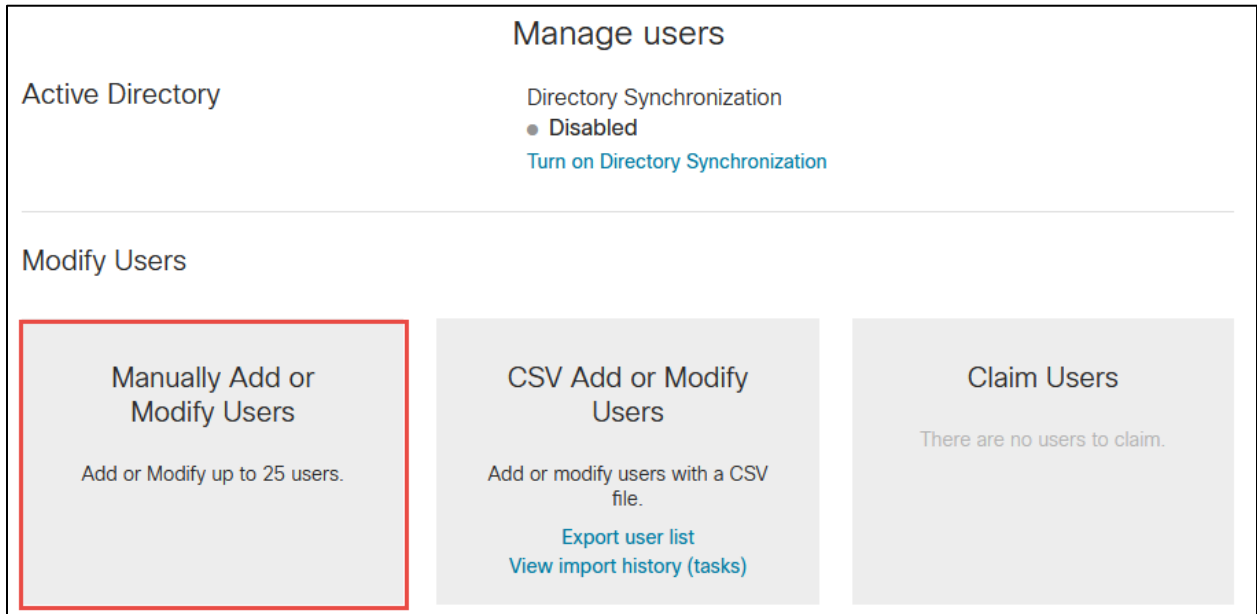 Manage users
Active Directory
Directory Synchronization
Disabled
Turn on Directory Synchronization
Modify Users
Manually Add or
Modify Users
Add or Modify up to 25 users.
CSV Add or Modify
Users
Add or modify users with a CSV
file.
Export user list
View import history (tasks)
Claim Users
There are no users to claim.